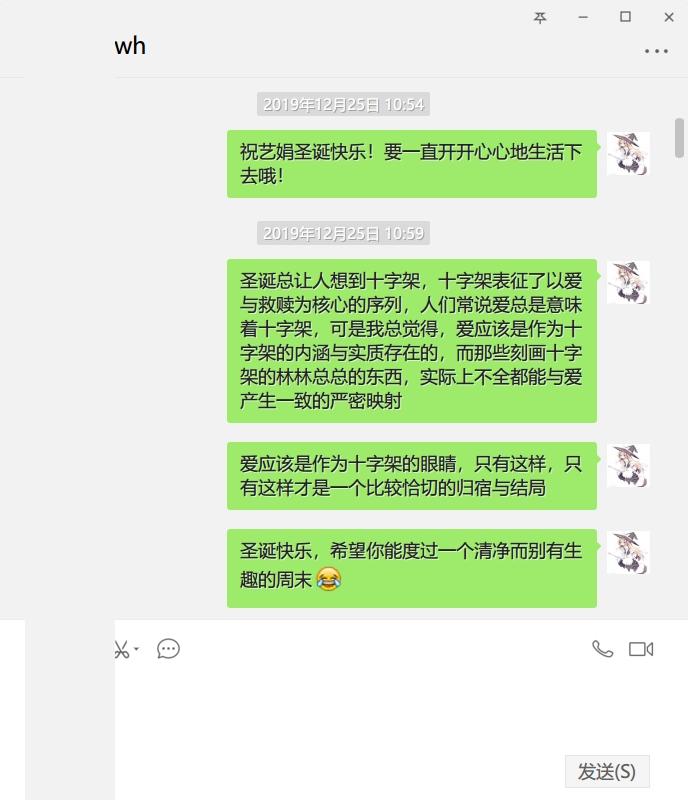 wh
2019年12月25日 10:54
祝艺娟圣诞快乐！要一直开开心心地生活下
去哦！
2019年12月25日 10:59
圣诞总让人想到十字架，十字架表征了以爱
与救赎为核心的序列，人们常说爱总是意味
着十字架，可是我总觉得，爱应该是作为十
字架的内涵与实质存在的，而那些刻画十字
架的林林总总的东西，实际上不全都能与爱
产生一致的严密映射
爱应该是作为十字架的眼睛，只有这样，只
有这样才是一个比较恰切的归宿与结局
圣诞快乐，希望你能度过一个清净而别有生
趣的周末😂
发送(S)